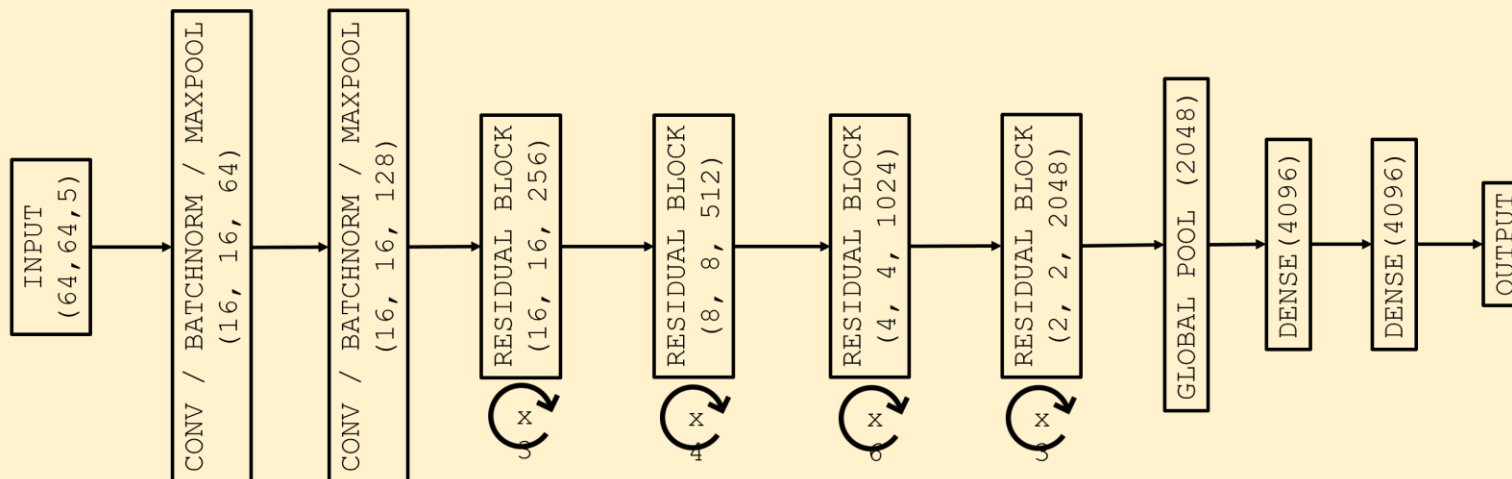 INPUT
(64,64,5)
CONV / BATCHNORM / MAXPOOL
(16, 16, 64)
CONV / BATCHNORM / MAXPOOL
(16, 16, 128)
RESIDUAL BLOCK
(16, 16, 256)
x
3
RESIDUAL BLOCK
(8, 8, 512)
x
4
RESIDUAL BLOCK
(4, 4, 1024)
x
6
RESIDUAL BLOCK
(2, 2, 2048)
x
3
GLOBAL POOL (2048)
DENSE(4096)
DENSE(4096)
OUTPUT